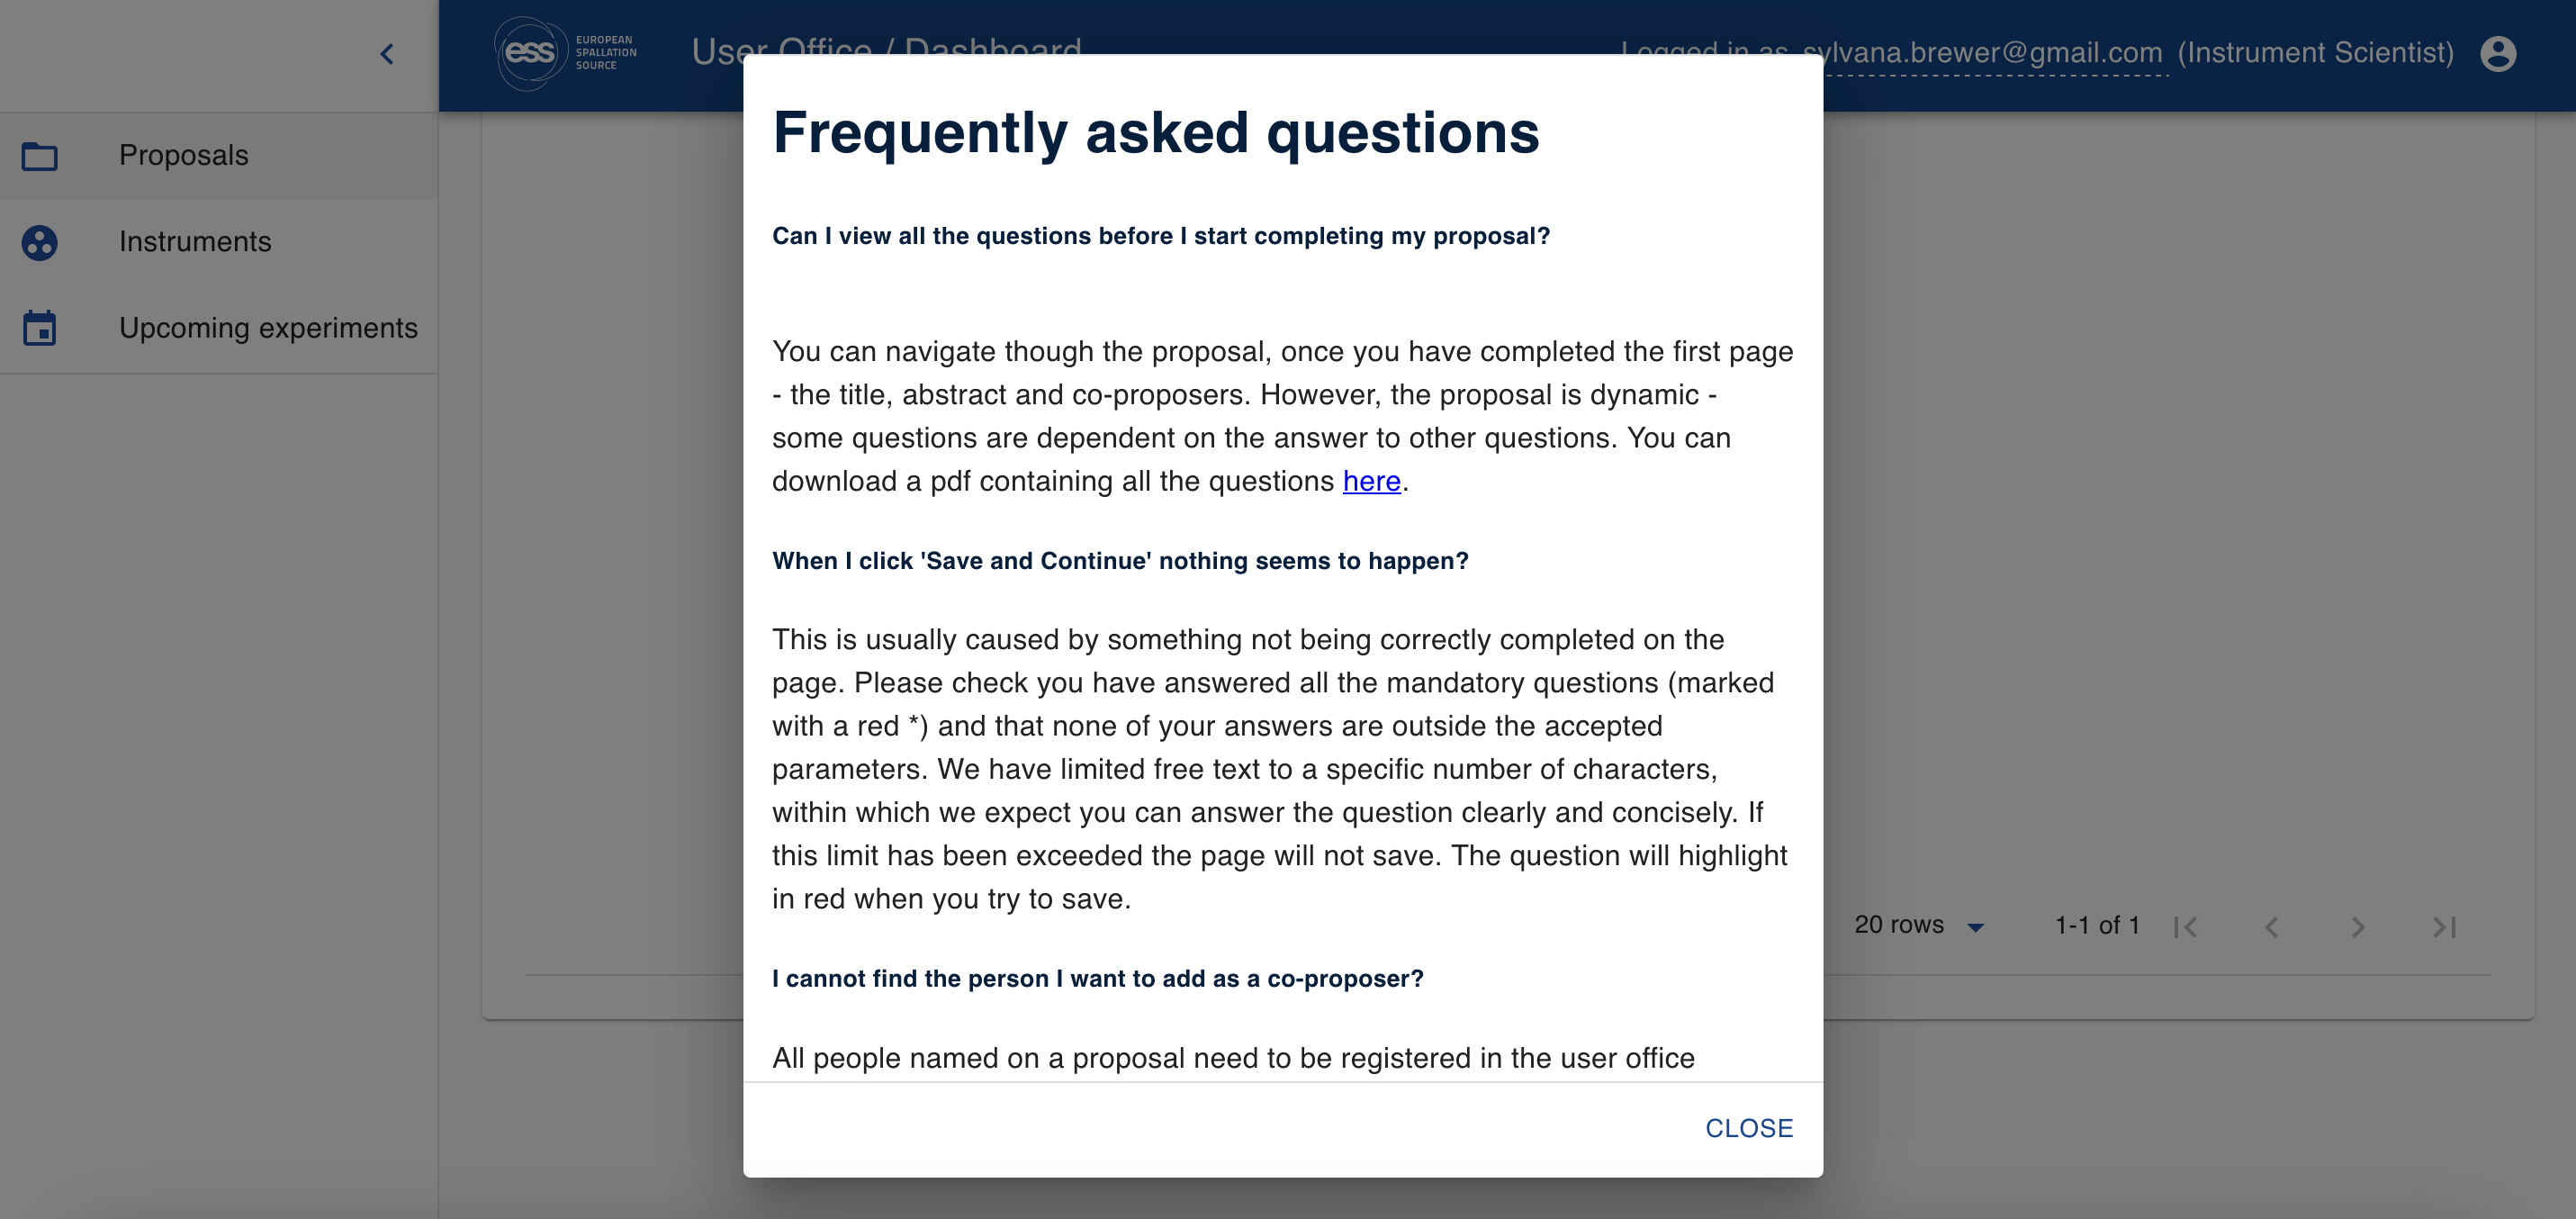 ess
EUROPEAN
SPALLATION
SOURCE
User Office / Dashboard
Logged in as sylvana.brewer@gmail.com (Instrument Scientist)
Proposals
Instruments
Upcoming experiments
Frequently asked questions
Can I view all the questions before I start completing my proposal?
You can navigate though the proposal, once you have completed the first page
- the title, abstract and co-proposers. However, the proposal is dynamic -
some questions are dependent on the answer to other questions. You can
download a pdf containing all the questions here.
When I click 'Save and Continue' nothing seems to happen?
This is usually caused by something not being correctly completed on the
page. Please check you have answered all the mandatory questions (marked
with a red *) and that none of your answers are outside the accepted
parameters. We have limited free text to a specific number of characters,
within which we expect you can answer the question clearly and concisely. If
this limit has been exceeded the page will not save. The question will highlight
in red when you try to save.
I cannot find the person I want to add as a co-proposer?
All people named on a proposal need to be registered in the user office
CLOSE
20 rows
1-1 of 1